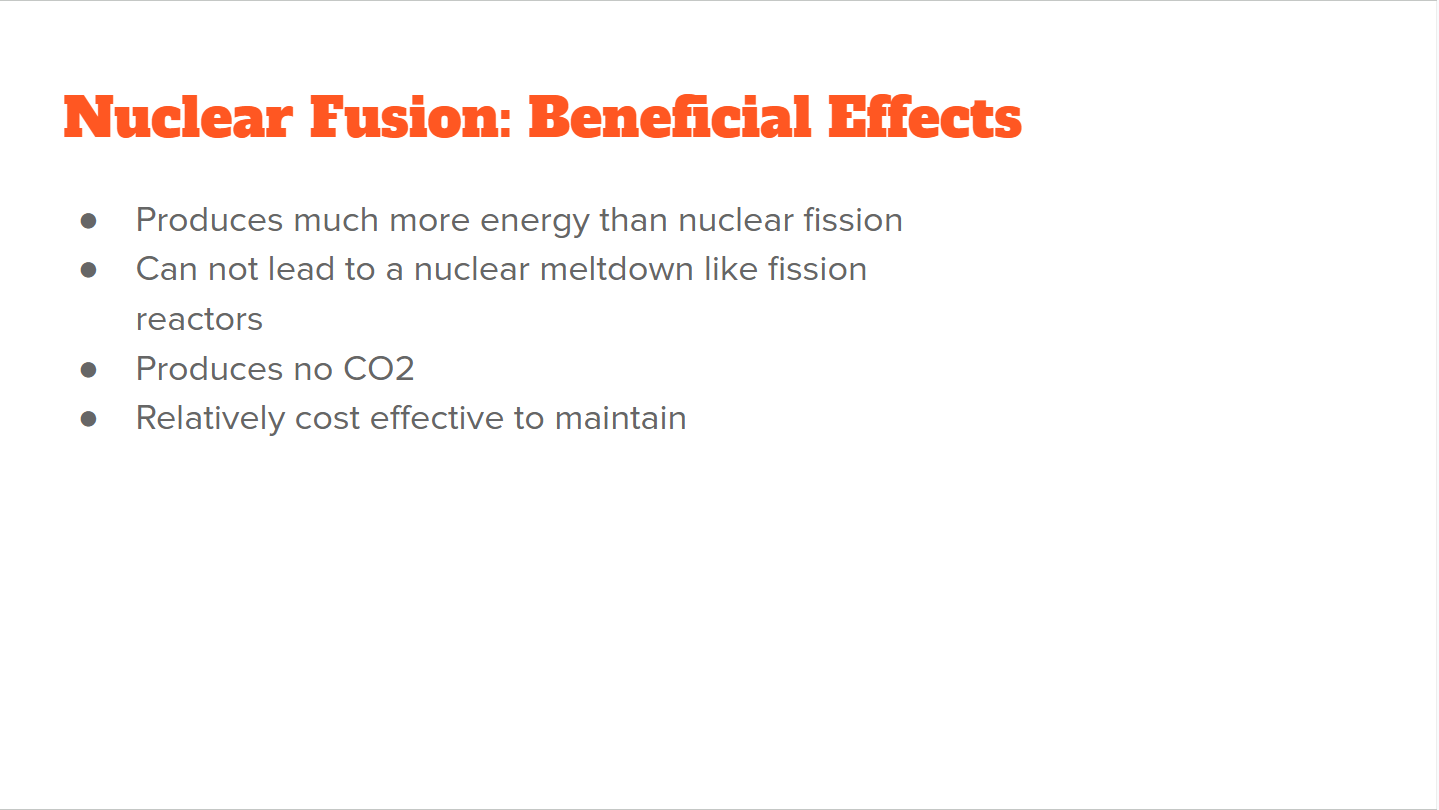 Nuclear Fusion: Beneficial Effects
● Produces much more energy than nuclear fission
● Can not lead to a nuclear meltdown like fission
reactors
● Produces no CO2
● Relatively cost effective to maintain